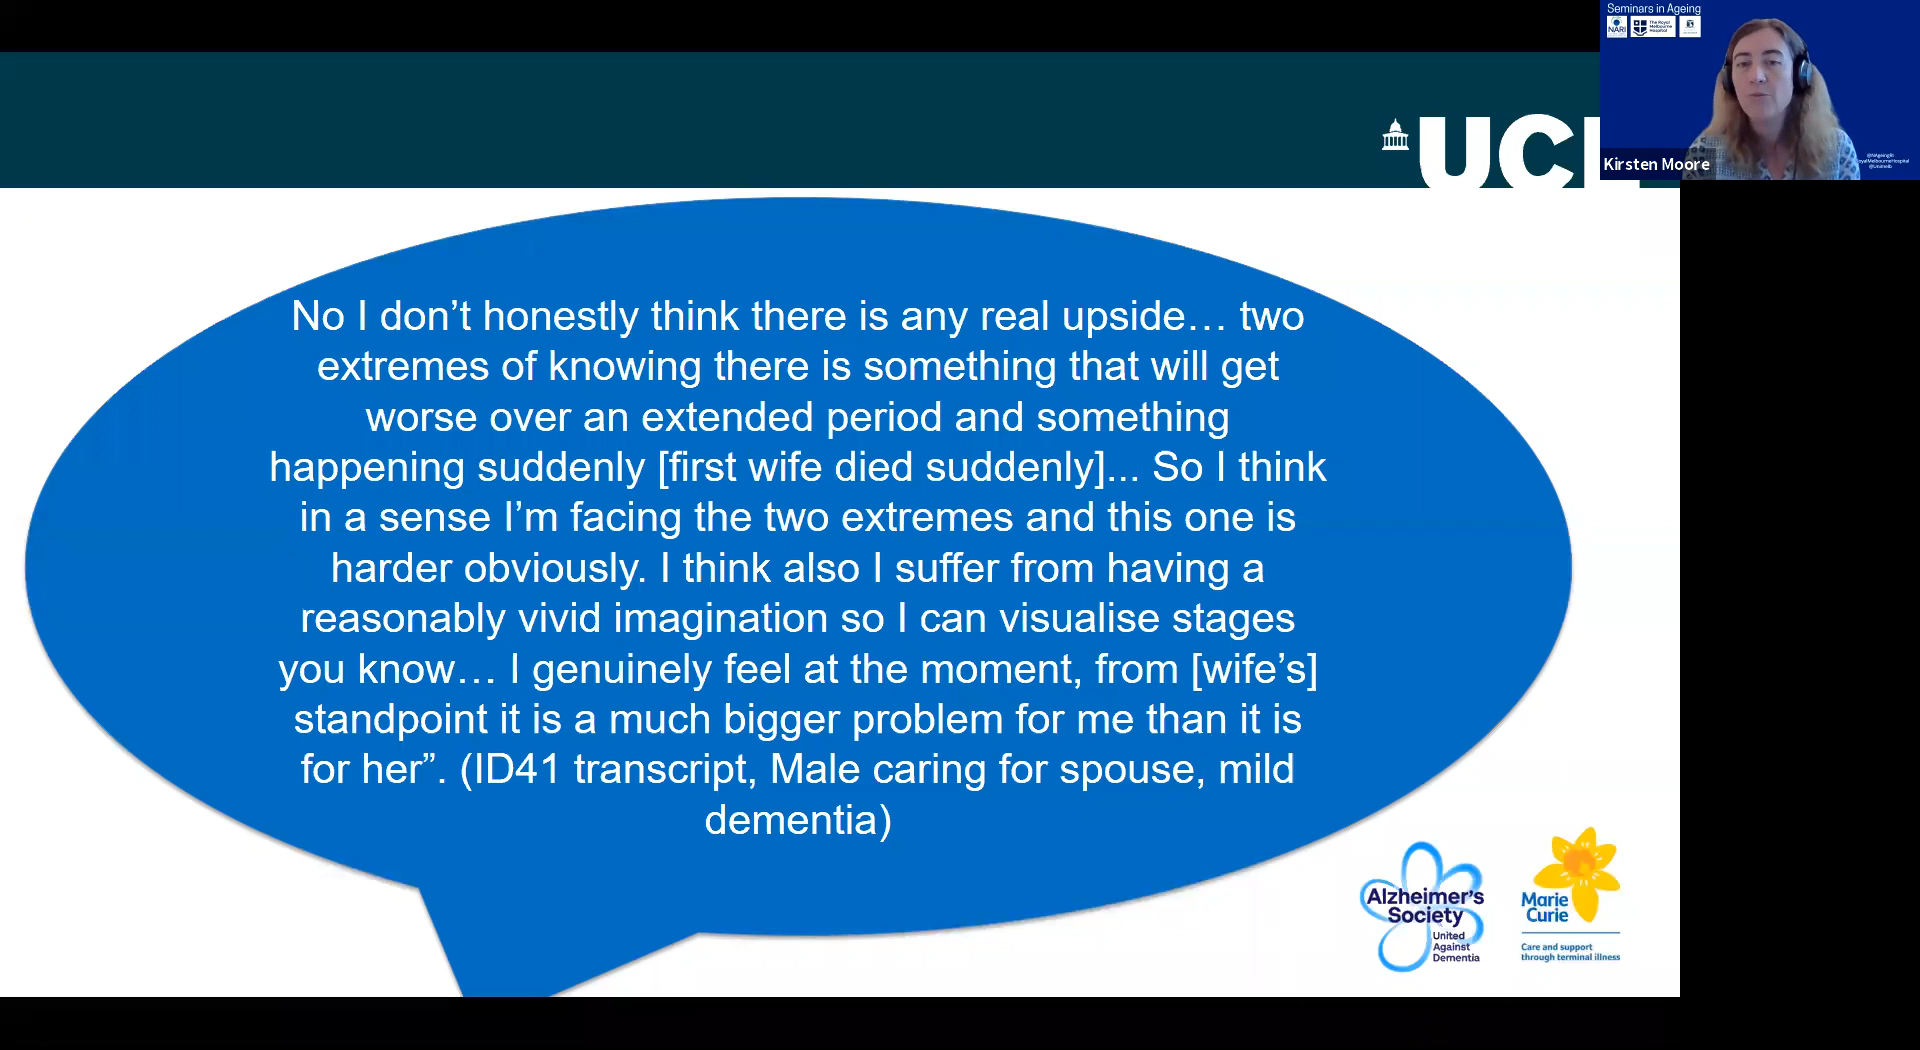 Seminars in Ageing
NARI
The Royal
Melbourne
Hospital
UCL
Kirsten Moore
No I don’t honestly think there is any real upside… two
extremes of knowing there is something that will get
worse over an extended period and something
happening suddenly [first wife died suddenly]... So I think
in a sense I’m facing the two extremes and this one is
harder obviously. I think also I suffer from having a
reasonably vivid imagination so I can visualise stages
you know… I genuinely feel at the moment, from [wife’s]
standpoint it is a much bigger problem for me than it is
for her”. (ID41 transcript, Male caring for spouse, mild
dementia)
Alzheimer’s
Society
United
Against
Dementia
Marie
Curie
Care and support
through terminal illness